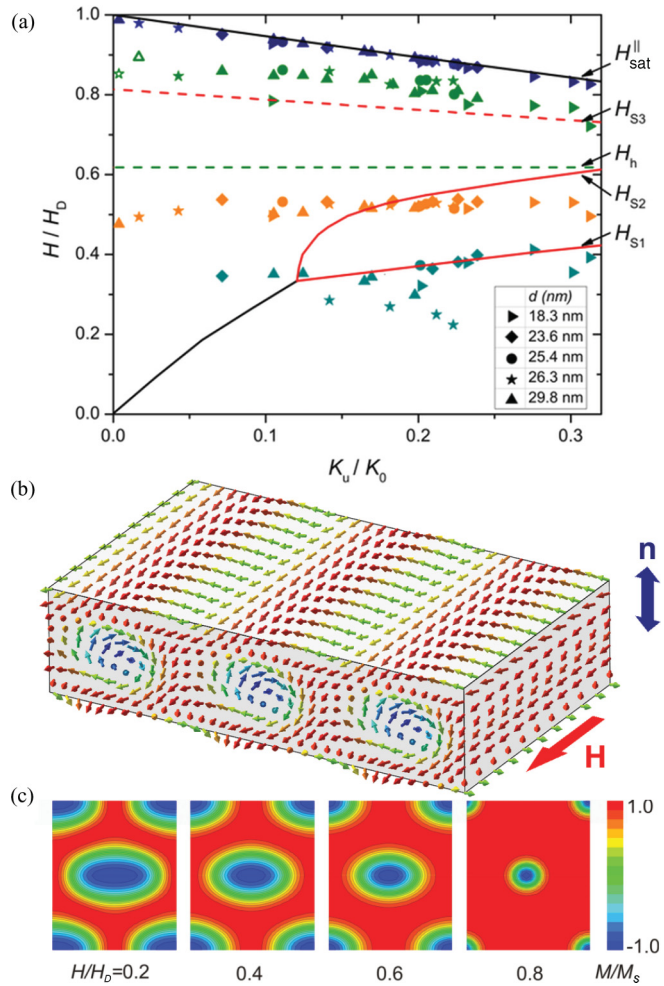 (a)
1.0
0.8
0.6
0.4
0.2
0.0
H / H_D
0.0 0.1 0.2 0.3
K_u / K_0
H_sat^||
H_S3
H_h
H_S2
H_S1
d (nm)
18.3 nm
23.6 nm
25.4 nm
26.3 nm
29.8 nm
(b)
n
H
(c)
1.0
-1.0
H/H_D=0.2 0.4 0.6 0.8 M/M_S